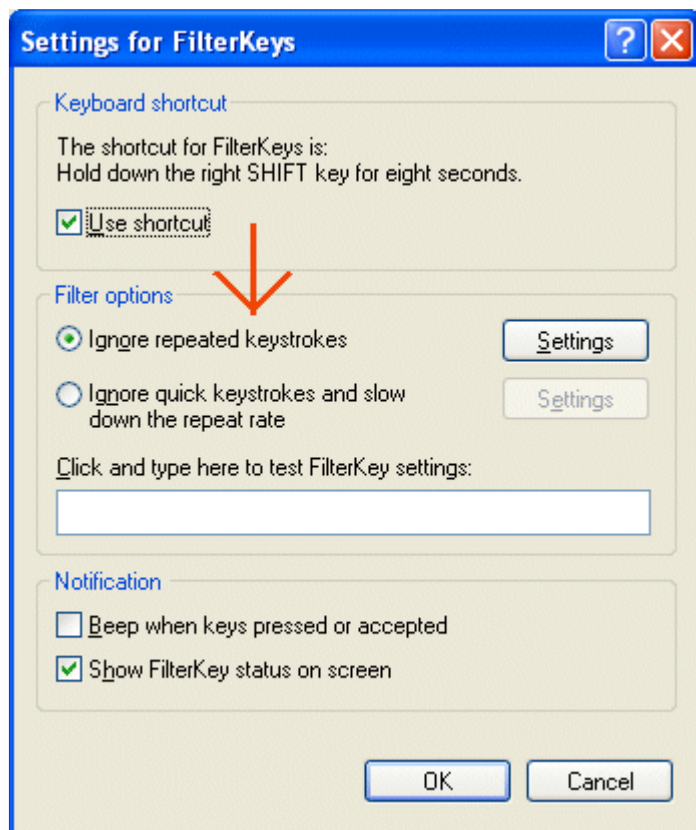 Settings for FilterKeys
Keyboard shortcut
The shortcut for FilterKeys is:
Hold down the right SHIFT key for eight seconds.
Use shortcut
Filter options
Ignore repeated keystrokes
Settings
Ignore quick keystrokes and slow
down the repeat rate
Settings
Click and type here to test FilterKey settings:
Notification
Beep when keys pressed or accepted
Show FilterKey status on screen
OK
Cancel